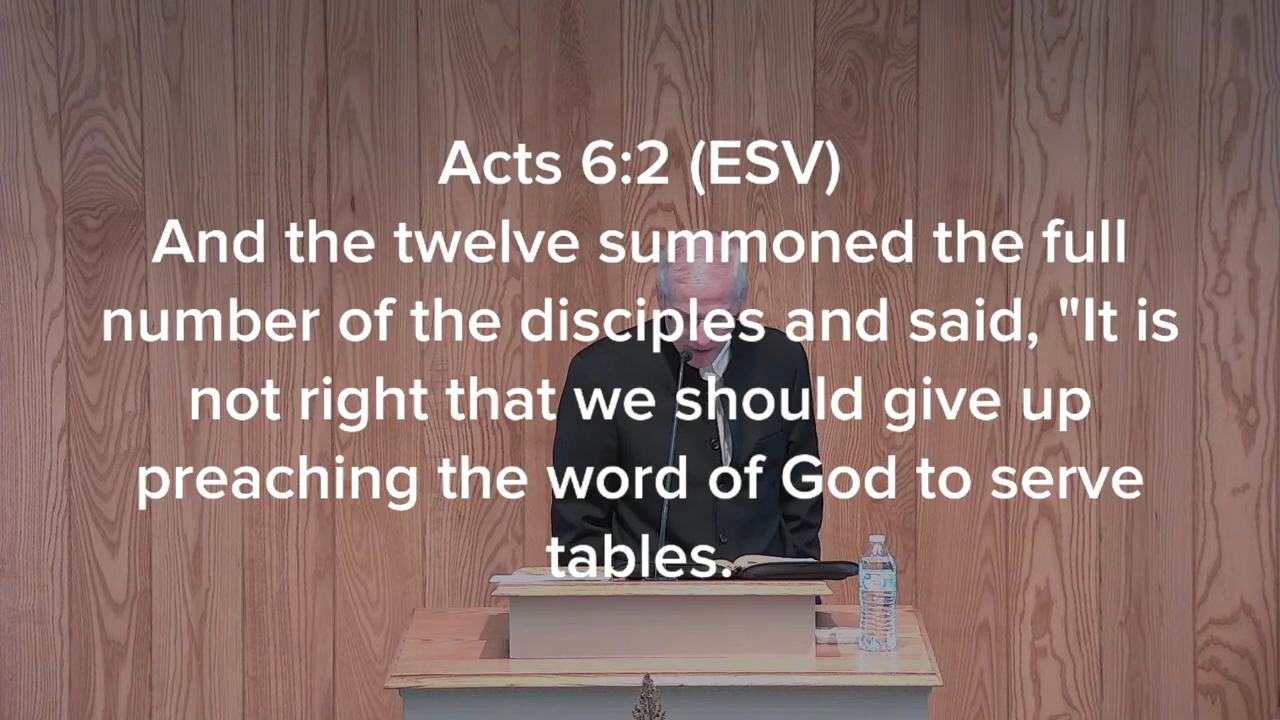 Acts 6:2 (ESV)
And the twelve summoned the full
number of the disciples and said, "It is
not right that we should give up
preaching the word of God to serve
tables.